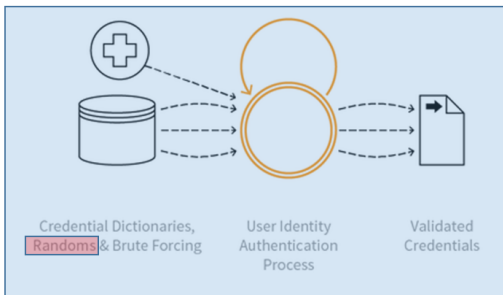 Credential Dictionaries,
Randoms & Brute Forcing
User Identity
Authentication
Process
Validated
Credentials